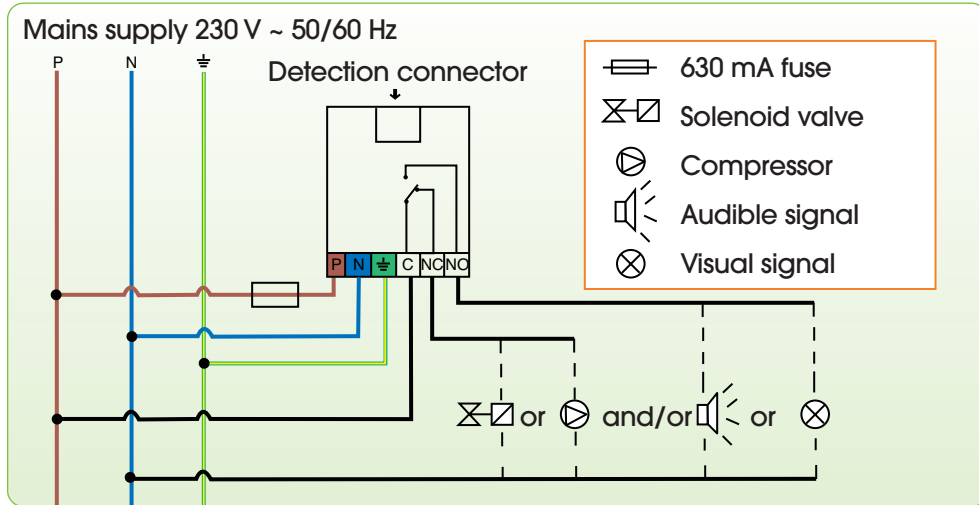 Mains supply 230 V ~ 50/60 Hz
P N
Detection connector
630 mA fuse
Solenoid valve
Compressor
Audible signal
Visual signal
P N C NC NO
or and/or or